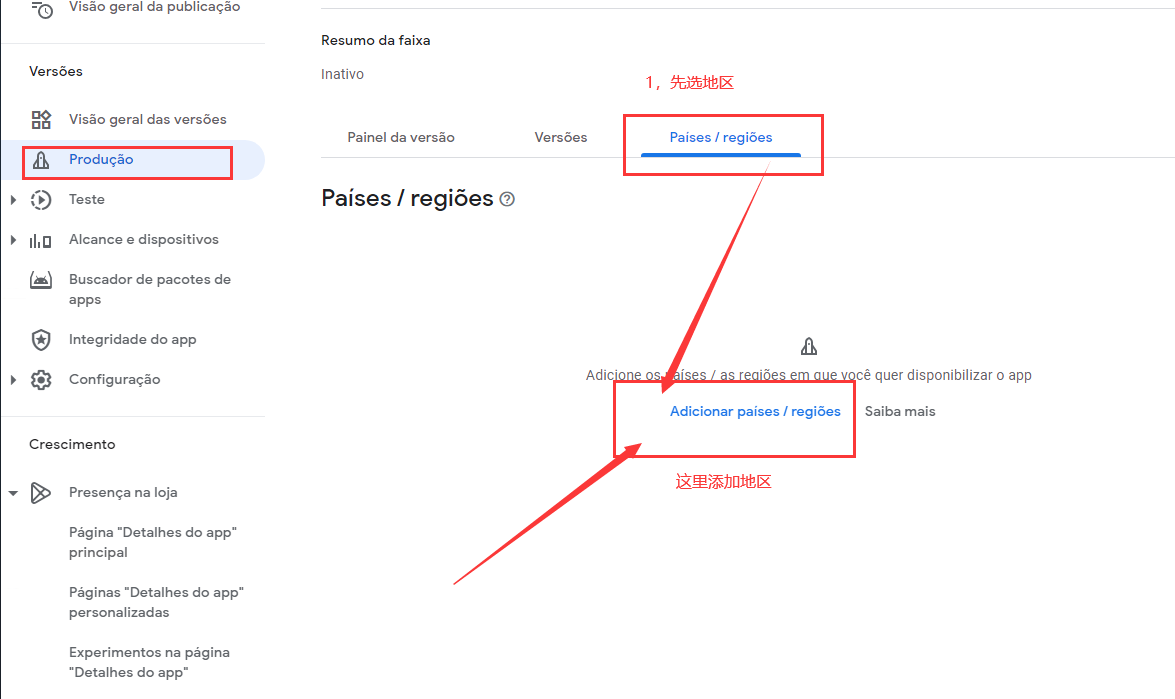 Visão geral da publicação
Versões
Visão geral das versões
Produção
Teste
Alcance e dispositivos
Buscador de pacotes de
apps
Integridade do app
Configuração
Crescimento
Presença na loja
Página "Detalhes do app"
principal
Páginas "Detalhes do app"
personalizadas
Experimentos na página
"Detalhes do app"
Resumo da faixa
Inativo
1，先选地区
Painel da versão
Versões
Países / regiões
Países / regiões
Adicione os países / as regiões em que você quer disponibilizar o app
Adicionar países / regiões
Saiba mais
这里添加地区